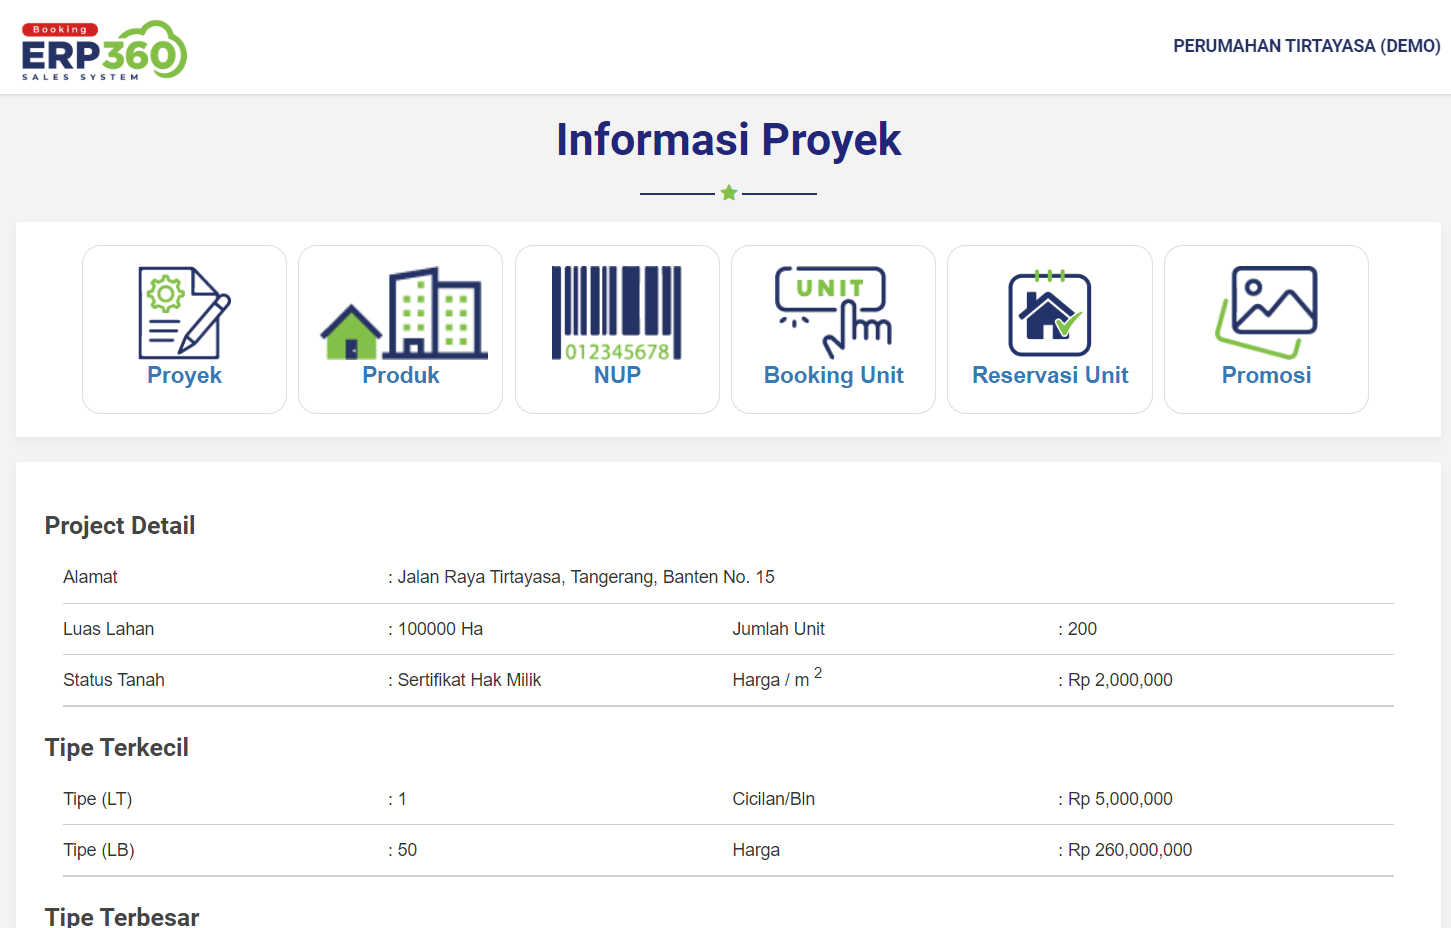 Booking
ERP360
SALES SYSTEM
PERUMAHAN TIRTAYASA (DEMO)
Informasi Proyek
Proyek
Produk
012345678
NUP
UNIT
Booking Unit
Reservasi Unit
Promosi
Project Detail
Alamat : Jalan Raya Tirtayasa, Tangerang, Banten No. 15
Luas Lahan : 100000 Ha Jumlah Unit : 200
Status Tanah : Sertifikat Hak Milik Harga / m 2 : Rp 2,000,000
Tipe Terkecil
Tipe (LT) : 1 Cicilan/Bln : Rp 5,000,000
Tipe (LB) : 50 Harga : Rp 260,000,000
Tipe Terbesar